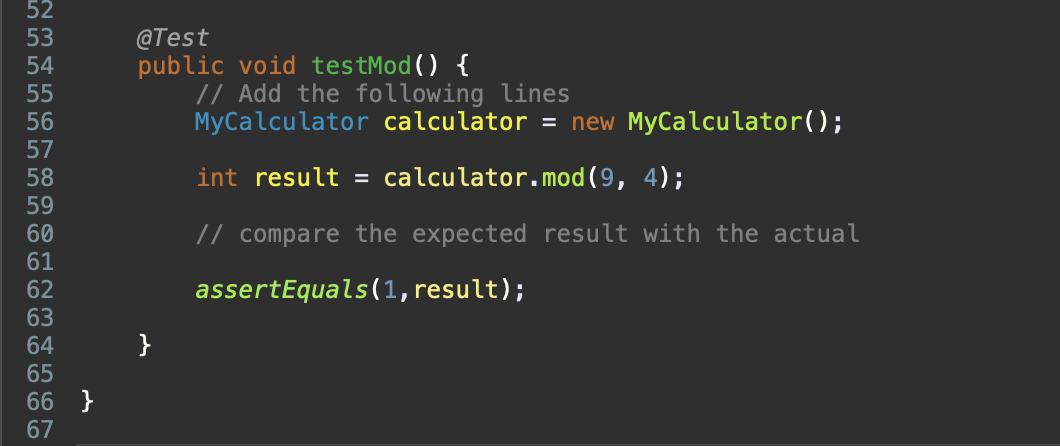 52
53 @Test
54 public void testMod() {
55 // Add the following lines
56 MyCalculator calculator = new MyCalculator();
57
58 int result = calculator.mod(9, 4);
59
60 // compare the expected result with the actual
61
62 assertEquals(1,result);
63
64 }
65
66 }
67